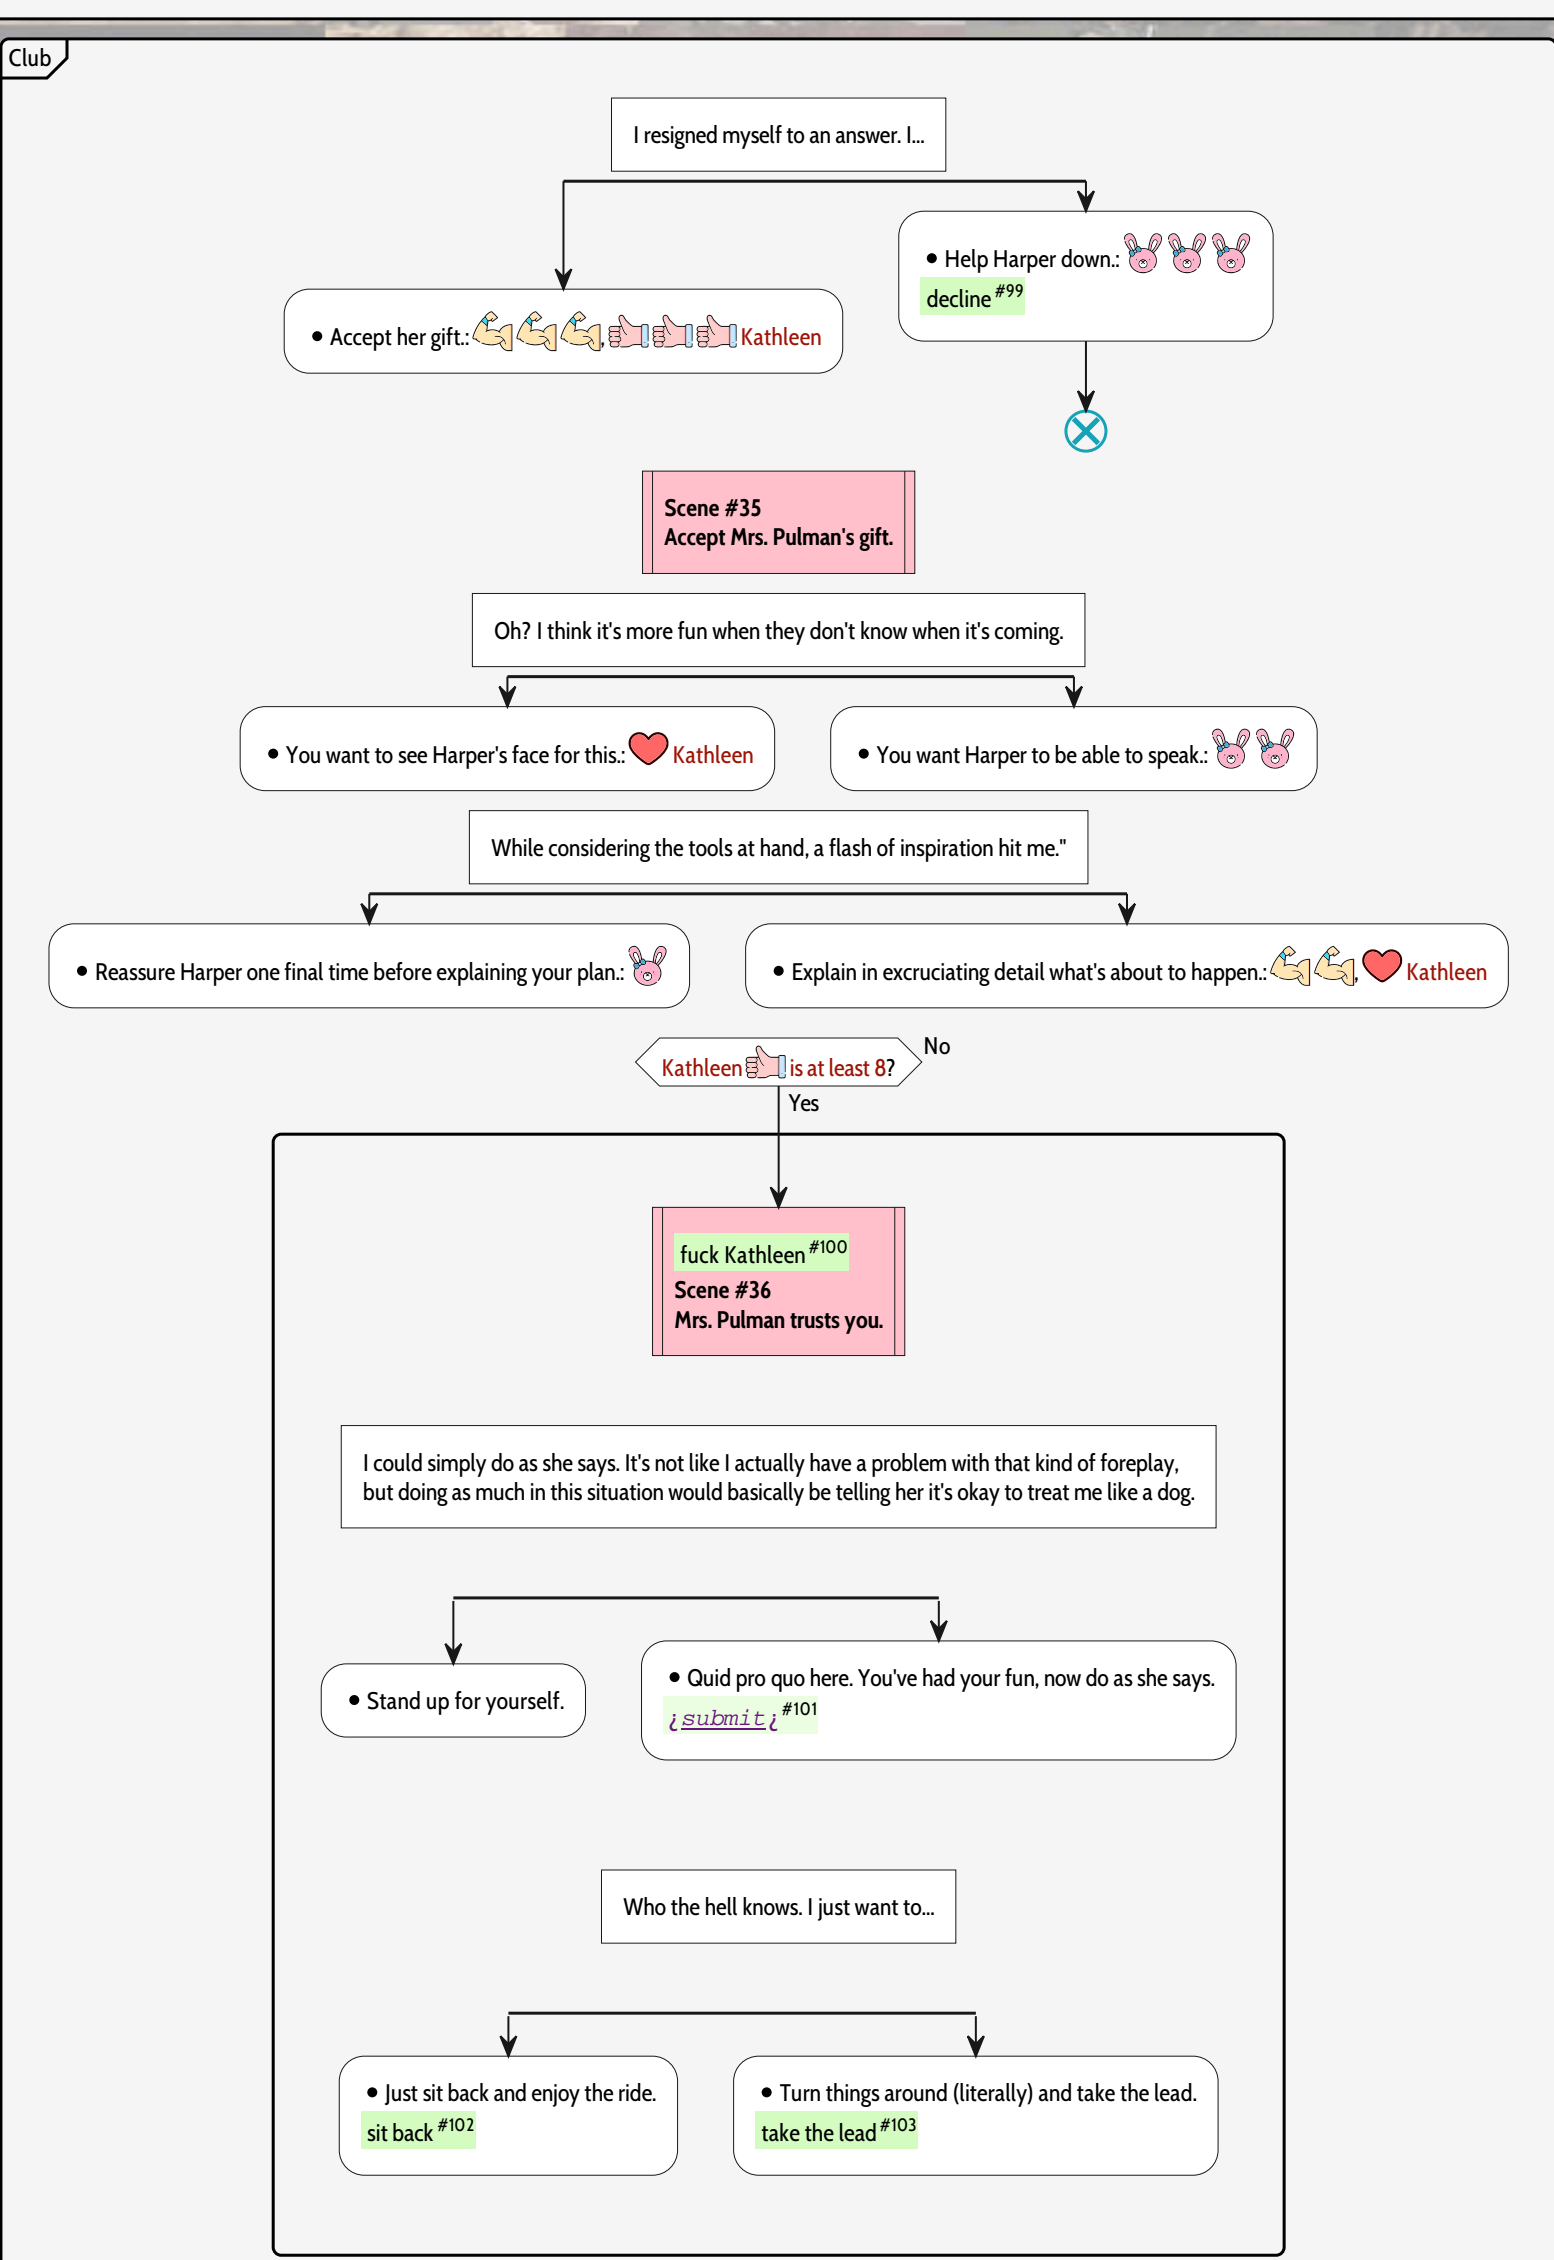 Club
I resigned myself to an answer. I...
• Help Harper down.:
decline #99
• Accept her gift.: , Kathleen
Scene #35
Accept Mrs. Pulman's gift.
Oh? I think it's more fun when they don't know when it's coming.
• You want to see Harper's face for this.: Kathleen
• You want Harper to be able to speak.:
While considering the tools at hand, a flash of inspiration hit me."
• Reassure Harper one final time before explaining your plan.:
• Explain in excruciating detail what's about to happen.: , Kathleen
Kathleen is at least 8?
No
Yes
fuck Kathleen #100
Scene #36
Mrs. Pulman trusts you.
I could simply do as she says. It's not like I actually have a problem with that kind of foreplay,
but doing as much in this situation would basically be telling her it's okay to treat me like a dog.
• Stand up for yourself.
• Quid pro quo here. You've had your fun, now do as she says.
¿submit¿ #101
Who the hell knows. I just want to...
• Just sit back and enjoy the ride.
sit back #102
• Turn things around (literally) and take the lead.
take the lead #103